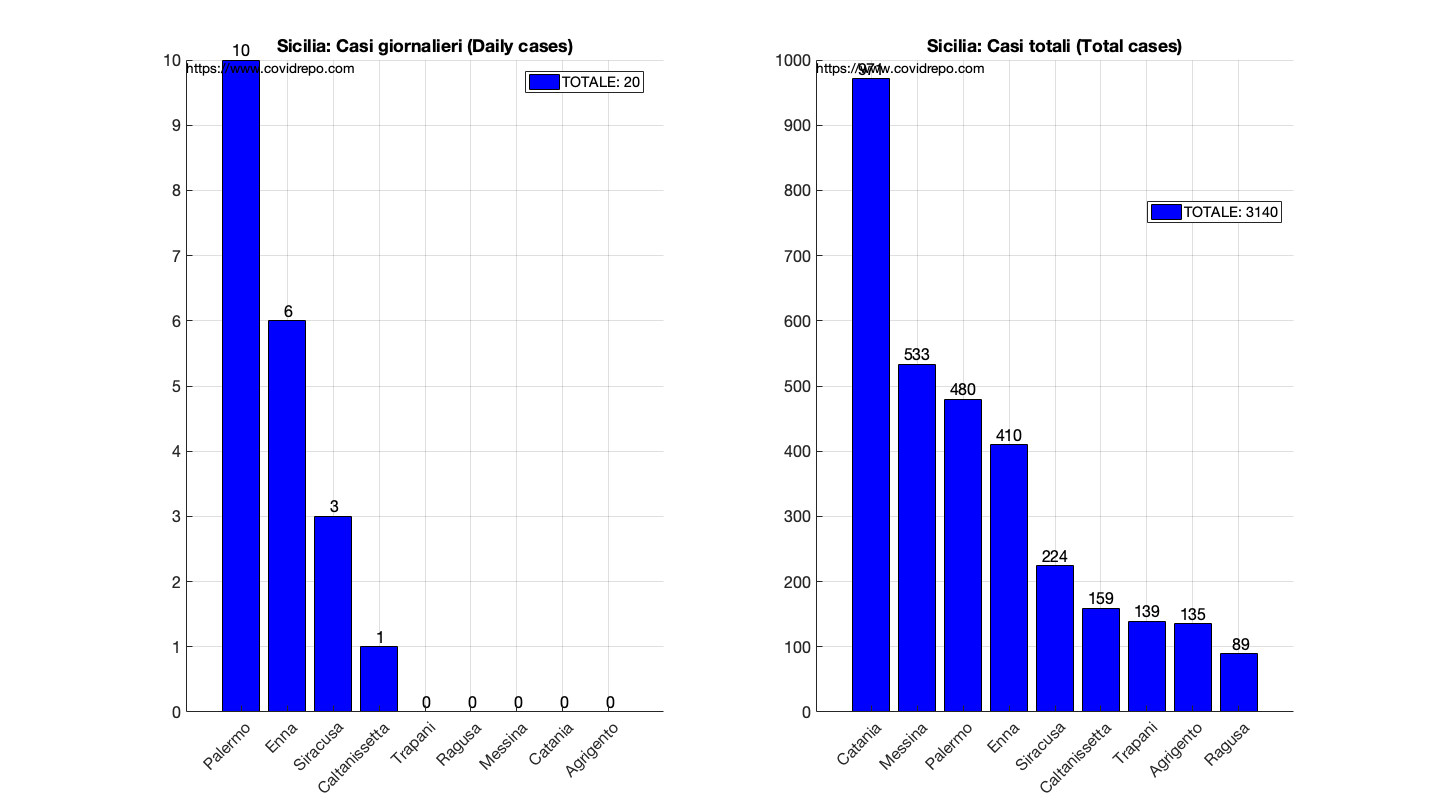 Sicilia: Casi giornalieri (Daily cases)
https://www.covidrepo.com
TOTALE: 20
10
9
8
7
6
5
4
3
2
1
0
10
6
3
1
0
0
0
0
0
Palermo
Enna
Siracusa
Caltanissetta
Trapani
Ragusa
Messina
Catania
Agrigento
Sicilia: Casi totali (Total cases)
https://www.covidrepo.com
TOTALE: 3140
1000
900
800
700
600
500
400
300
200
100
0
971
533
480
410
224
159
139
135
89
Catania
Messina
Palermo
Enna
Siracusa
Caltanissetta
Trapani
Agrigento
Ragusa